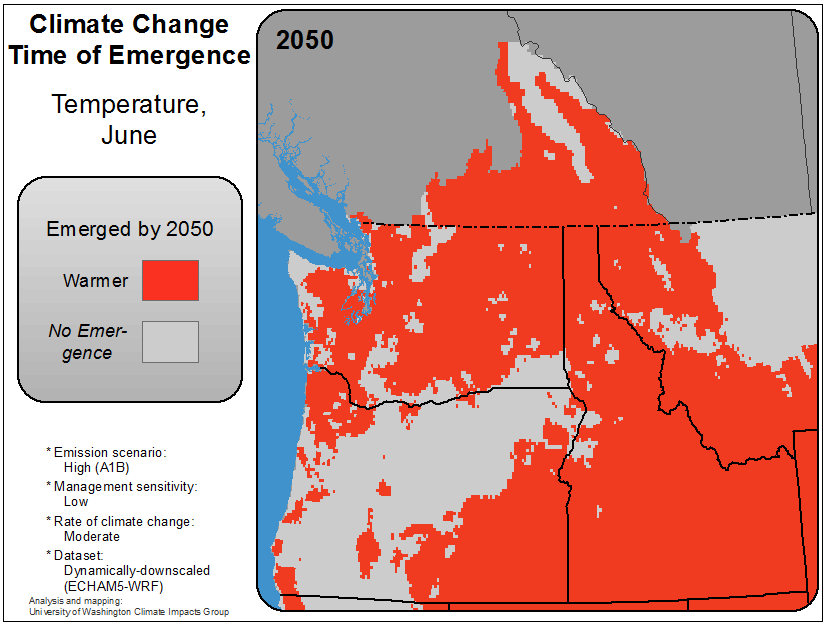 Climate Change
Time of Emergence
Temperature,
June
Emerged by 2050
Warmer
No Emer-
gence
* Emission scenario:
High (A1B)
* Management sensitivity:
Low
* Rate of climate change:
Moderate
* Dataset:
Dynamically-downscaled
(ECHAM5-WRF)
Analysis and mapping:
University of Washington Climate Impacts Group
2050